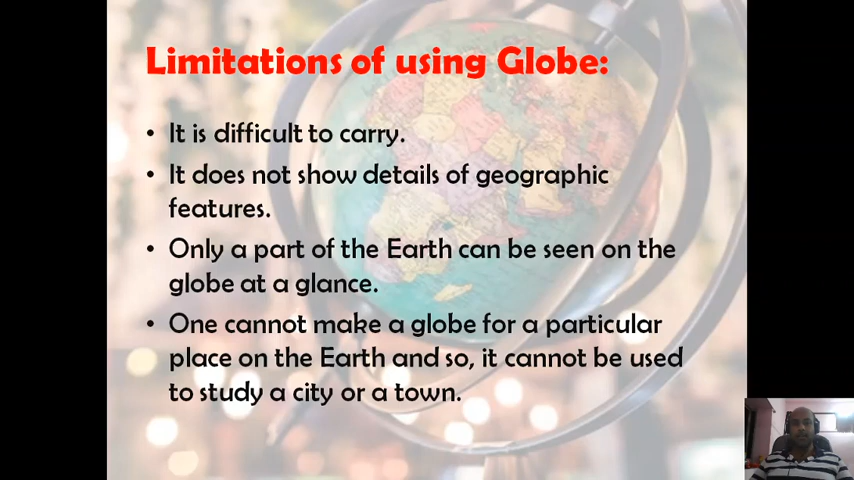 Limitations of using Globe:
• It is difficult to carry.
• It does not show details of geographic
features.
• Only a part of the Earth can be seen on the
globe at a glance.
• One cannot make a globe for a particular
place on the Earth and so, it cannot be used
to study a city or a town.